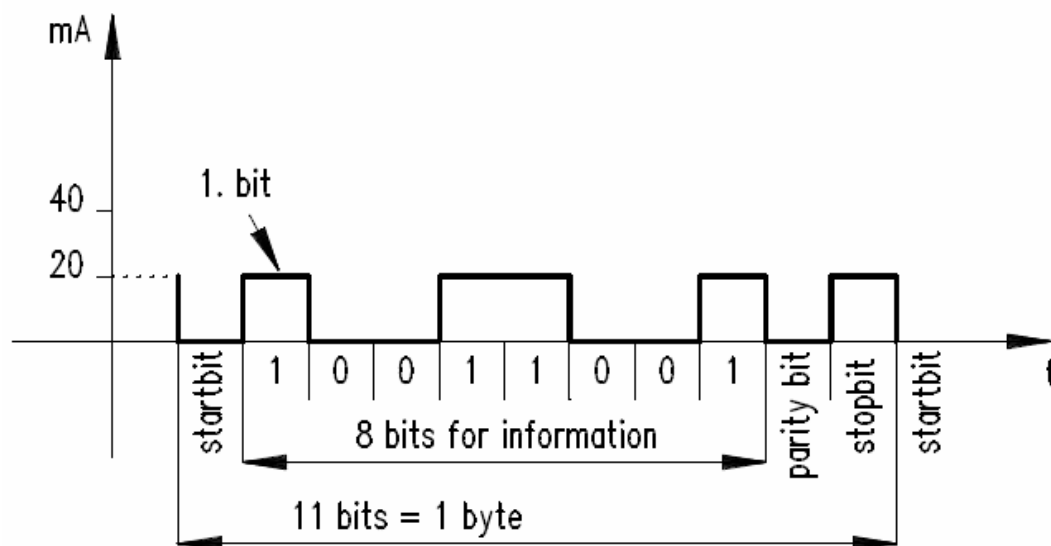 mA
40
20
1. bit
startbit
1 0 0 1 1 0 0 1
parity bit
stopbit
startbit
8 bits for information
11 bits = 1 byte